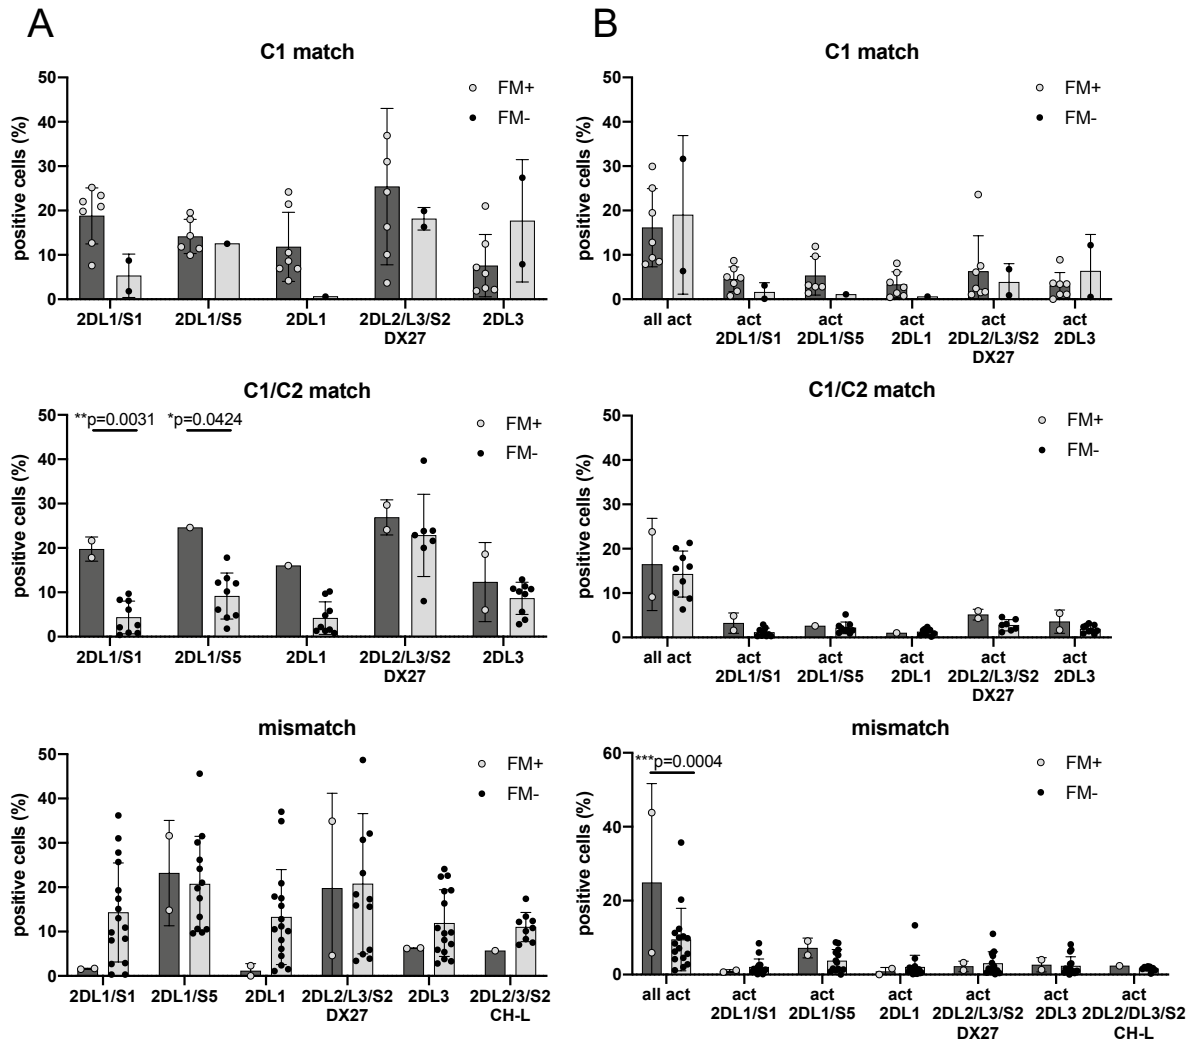 A
B
C1 match
positive cells (%)
50
40
30
20
10
0
FM+
FM-
2DL1/S1
2DL1/S5
2DL1
2DL2/L3/S2
DX27
2DL3
C1 match
positive cells (%)
50
40
30
20
10
0
FM+
FM-
all act
act
2DL1/S1
act
2DL1/S5
act
2DL1
act
2DL2/L3/S2
DX27
act
2DL3
C1/C2 match
positive cells (%)
50
40
30
20
10
0
**p=0.0031
*p=0.0424
FM+
FM-
2DL1/S1
2DL1/S5
2DL1
2DL2/L3/S2
DX27
2DL3
C1/C2 match
positive cells (%)
50
40
30
20
10
0
FM+
FM-
all act
act
2DL1/S1
act
2DL1/S5
act
2DL1
act
2DL2/L3/S2
DX27
act
2DL3
mismatch
positive cells (%)
50
40
30
20
10
0
FM+
FM-
2DL1/S1
2DL1/S5
2DL1
2DL2/L3/S2
DX27
2DL3
2DL2/3/S2
CH-L
mismatch
positive cells (%)
60
40
20
0
***p=0.0004
FM+
FM-
all act
act
2DL1/S1
act
2DL1/S5
act
2DL1
act
2DL2/L3/S2
DX27
act
2DL3
act
2DL2/DL3/S2
CH-L